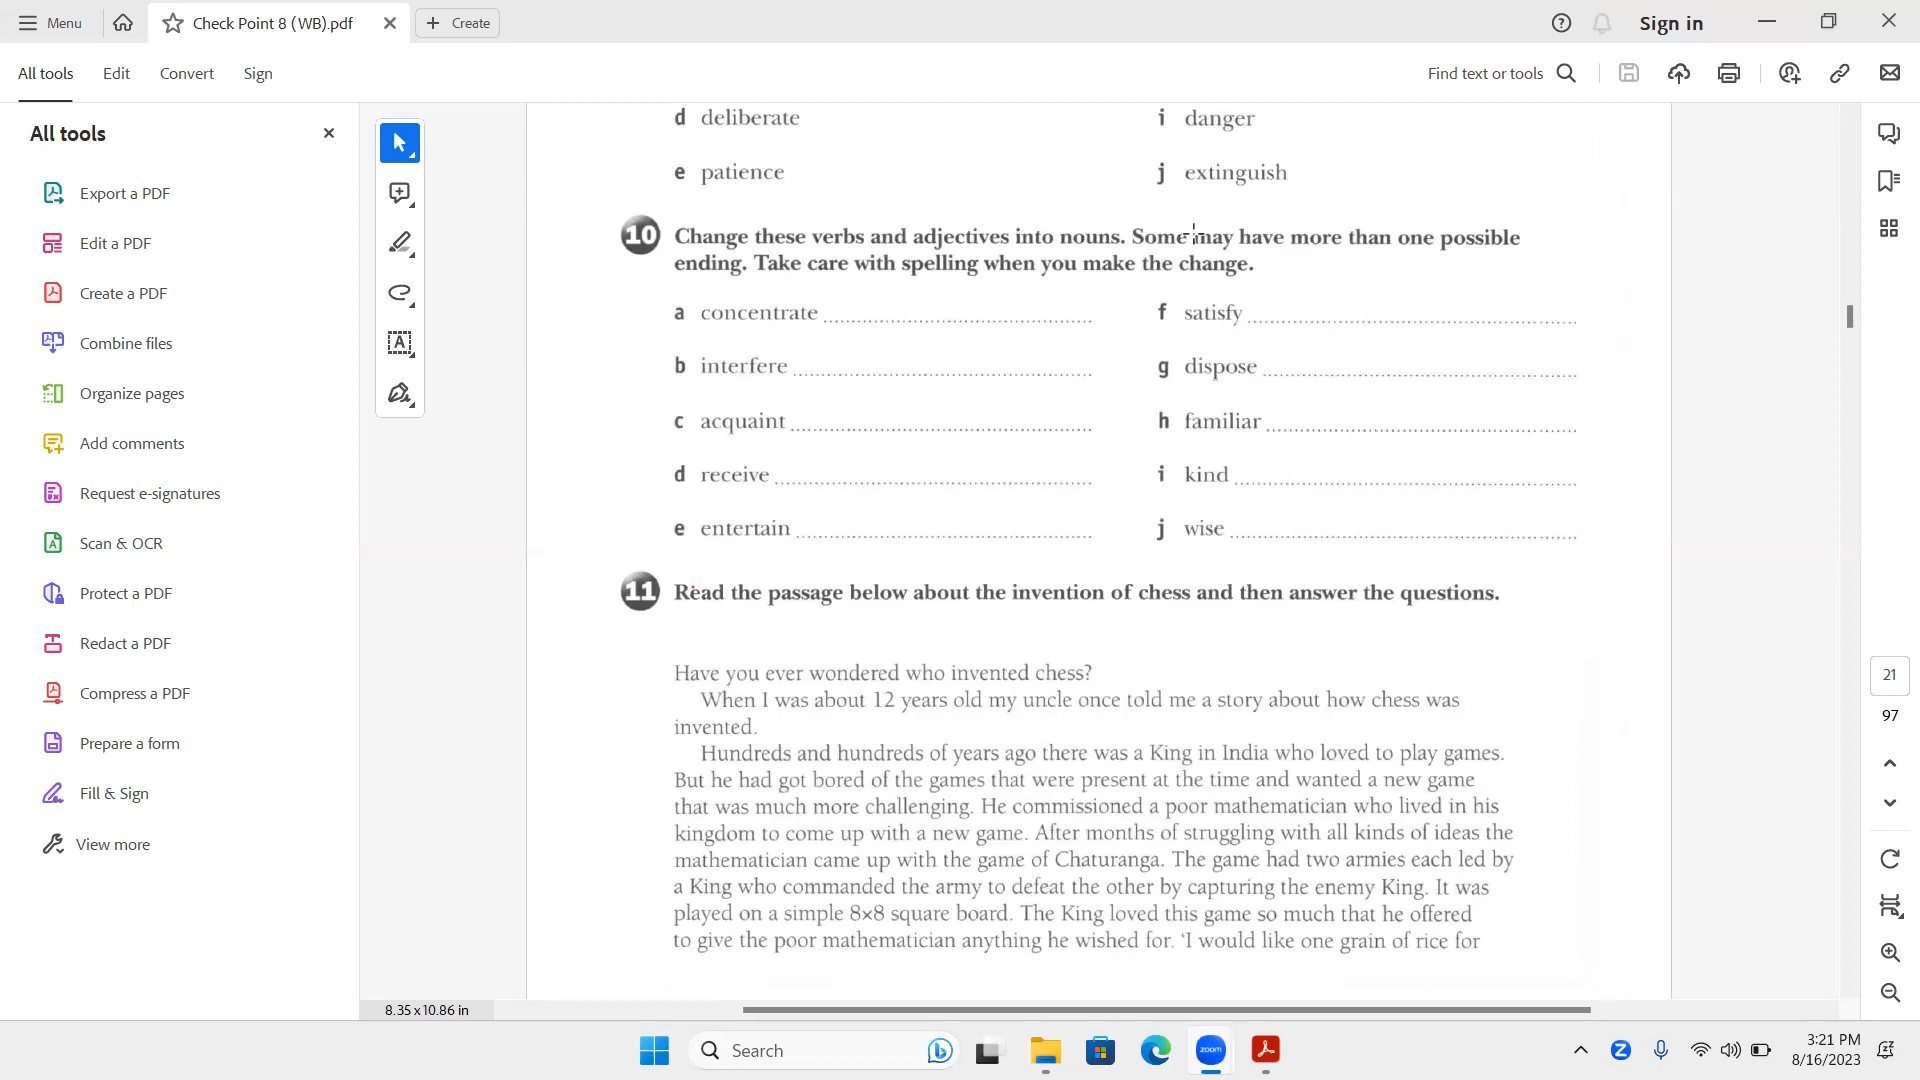 Menu
Check Point 8 (WB).pdf
Create
Sign in
All tools
Edit
Convert
Sign
Find text or tools
All tools
Export a PDF
Edit a PDF
Create a PDF
Combine files
Organize pages
Add comments
Request e-signatures
Scan & OCR
Protect a PDF
Redact a PDF
Compress a PDF
Prepare a form
Fill & Sign
View more
d deliberate
i danger
e patience
j extinguish
10 Change these verbs and adjectives into nouns. Some may have more than one possible
ending. Take care with spelling when you make the change.
a concentrate
f satisfy
b interfere
g dispose
c acquaint
h familiar
d receive
i kind
e entertain
j wise
11 Read the passage below about the invention of chess and then answer the questions.
Have you ever wondered who invented chess?
When I was about 12 years old my uncle once told me a story about how chess was
invented.
Hundreds and hundreds of years ago there was a King in India who loved to play games.
But he had got bored of the games that were present at the time and wanted a new game
that was much more challenging. He commissioned a poor mathematician who lived in his
kingdom to come up with a new game. After months of struggling with all kinds of ideas the
mathematician came up with the game of Chaturanga. The game had two armies each led by
a King who commanded the army to defeat the other by capturing the enemy King. It was
played on a simple 8×8 square board. The King loved this game so much that he offered
to give the poor mathematician anything he wished for. ‘I would like one grain of rice for
21
97
8.35 x 10.86 in
Search
zoom
3:21 PM
8/16/2023